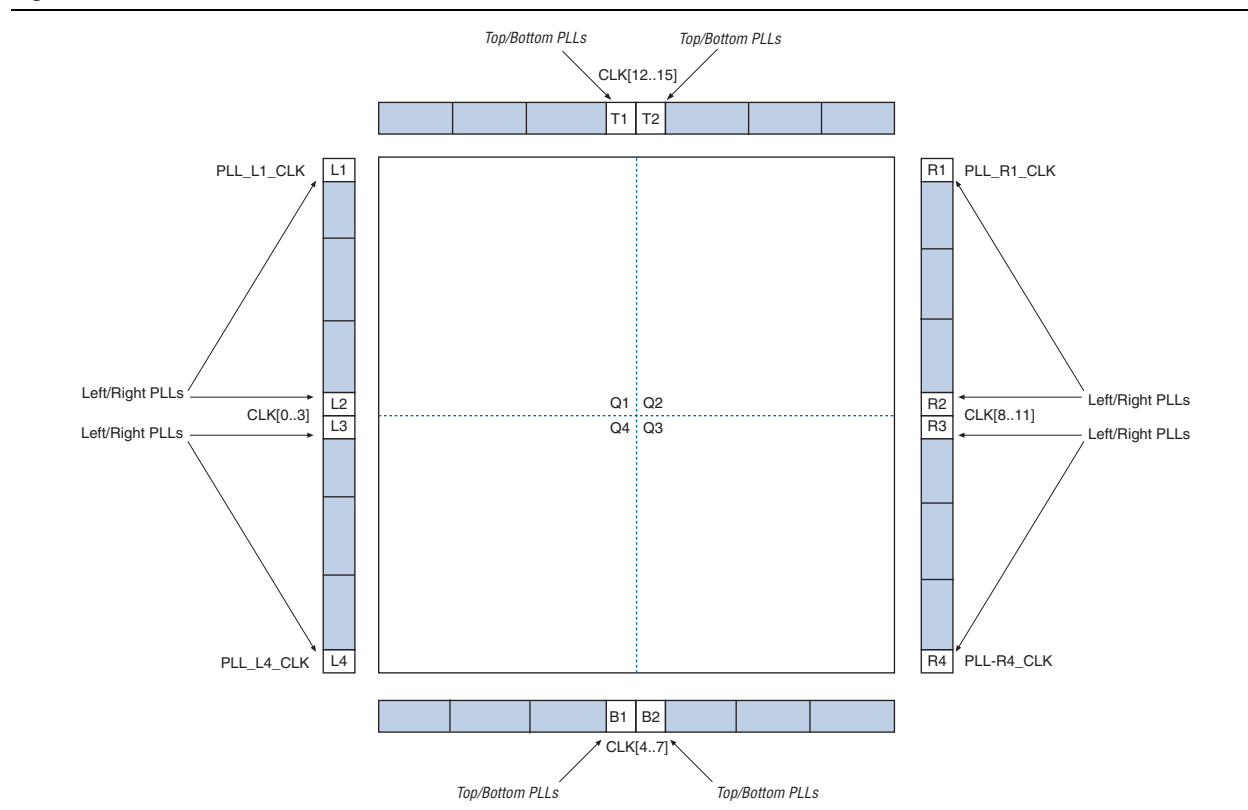 Top/Bottom PLLs
Top/Bottom PLLs
CLK[12..15]
T1 T2
PLL_L1_CLK L1
R1 PLL_R1_CLK
Left/Right PLLs
L2
CLK[0..3]
L3
Left/Right PLLs
Q1 Q2
Q4 Q3
R2
Left/Right PLLs
CLK[8..11]
R3
Left/Right PLLs
PLL_L4_CLK L4
R4 PLL-R4_CLK
B1 B2
CLK[4..7]
Top/Bottom PLLs
Top/Bottom PLLs